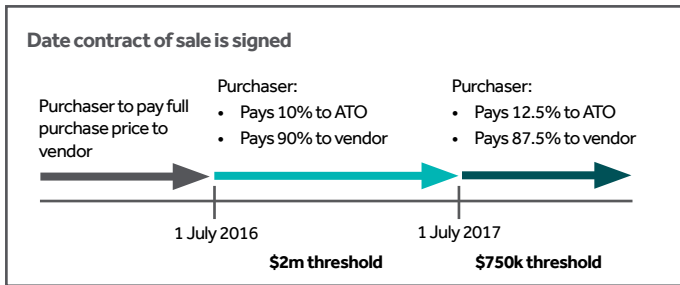 Date contract of sale is signed
Purchaser to pay full
purchase price to
vendor
Purchaser:
• Pays 10% to ATO
• Pays 90% to vendor
Purchaser:
• Pays 12.5% to ATO
• Pays 87.5% to vendor
1 July 2016
1 July 2017
$2m threshold
$750k threshold